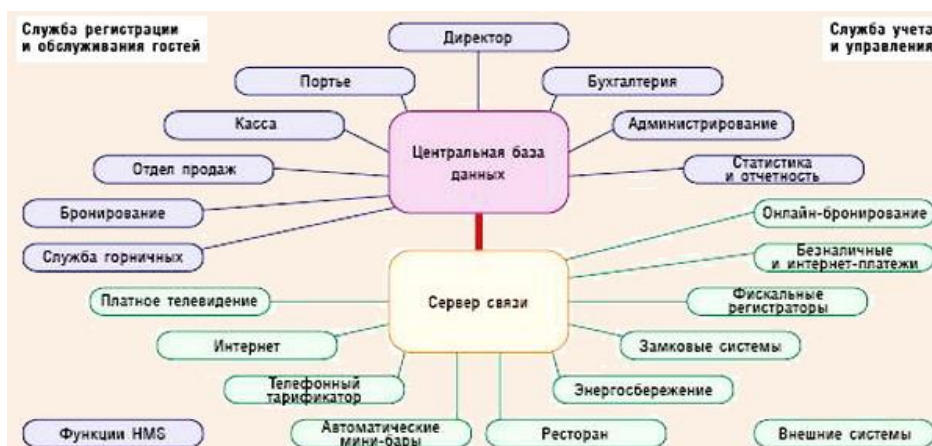 Служба регистрации
и обслуживания гостей
Служба учета
и управления
Директор
Портье
Бухгалтерия
Касса
Администрирование
Центральная база
данных
Отдел продаж
Статистика
и отчетность
Бронирование
Онлайн-бронирование
Служба горничных
Безналичные
и интернет-платежи
Платное телевидение
Сервер связи
Фискальные
регистраторы
Интернет
Замковые системы
Телефонный
тарификатор
Энергосбережение
Функции HMS
Автоматические
мини-бары
Ресторан
Внешние системы